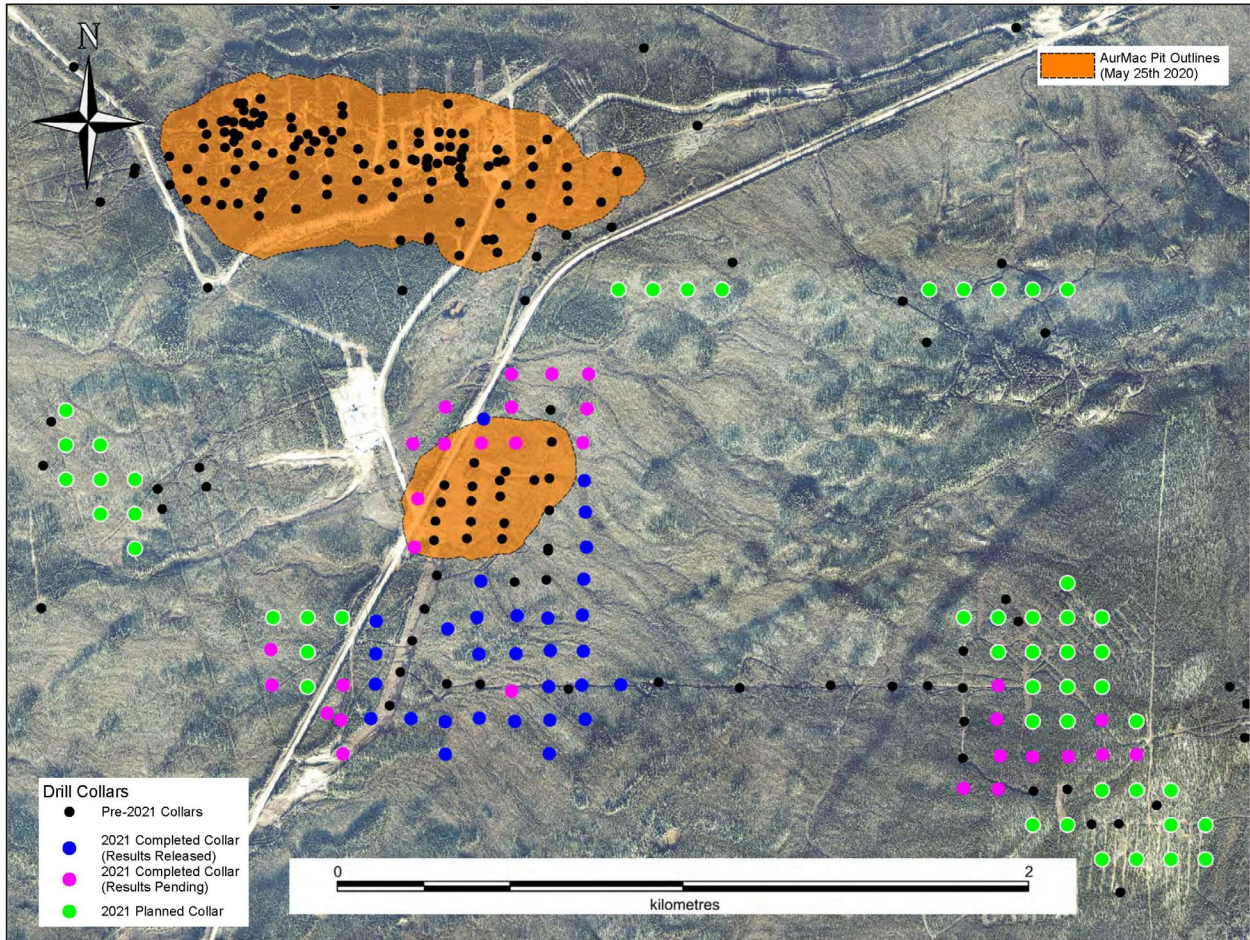 N
AurMac Pit Outlines
(May 25th 2020)
Drill Collars
Pre-2021 Collars
2021 Completed Collar
(Results Released)
2021 Completed Collar
(Results Pending)
2021 Planned Collar
0
2
kilometres